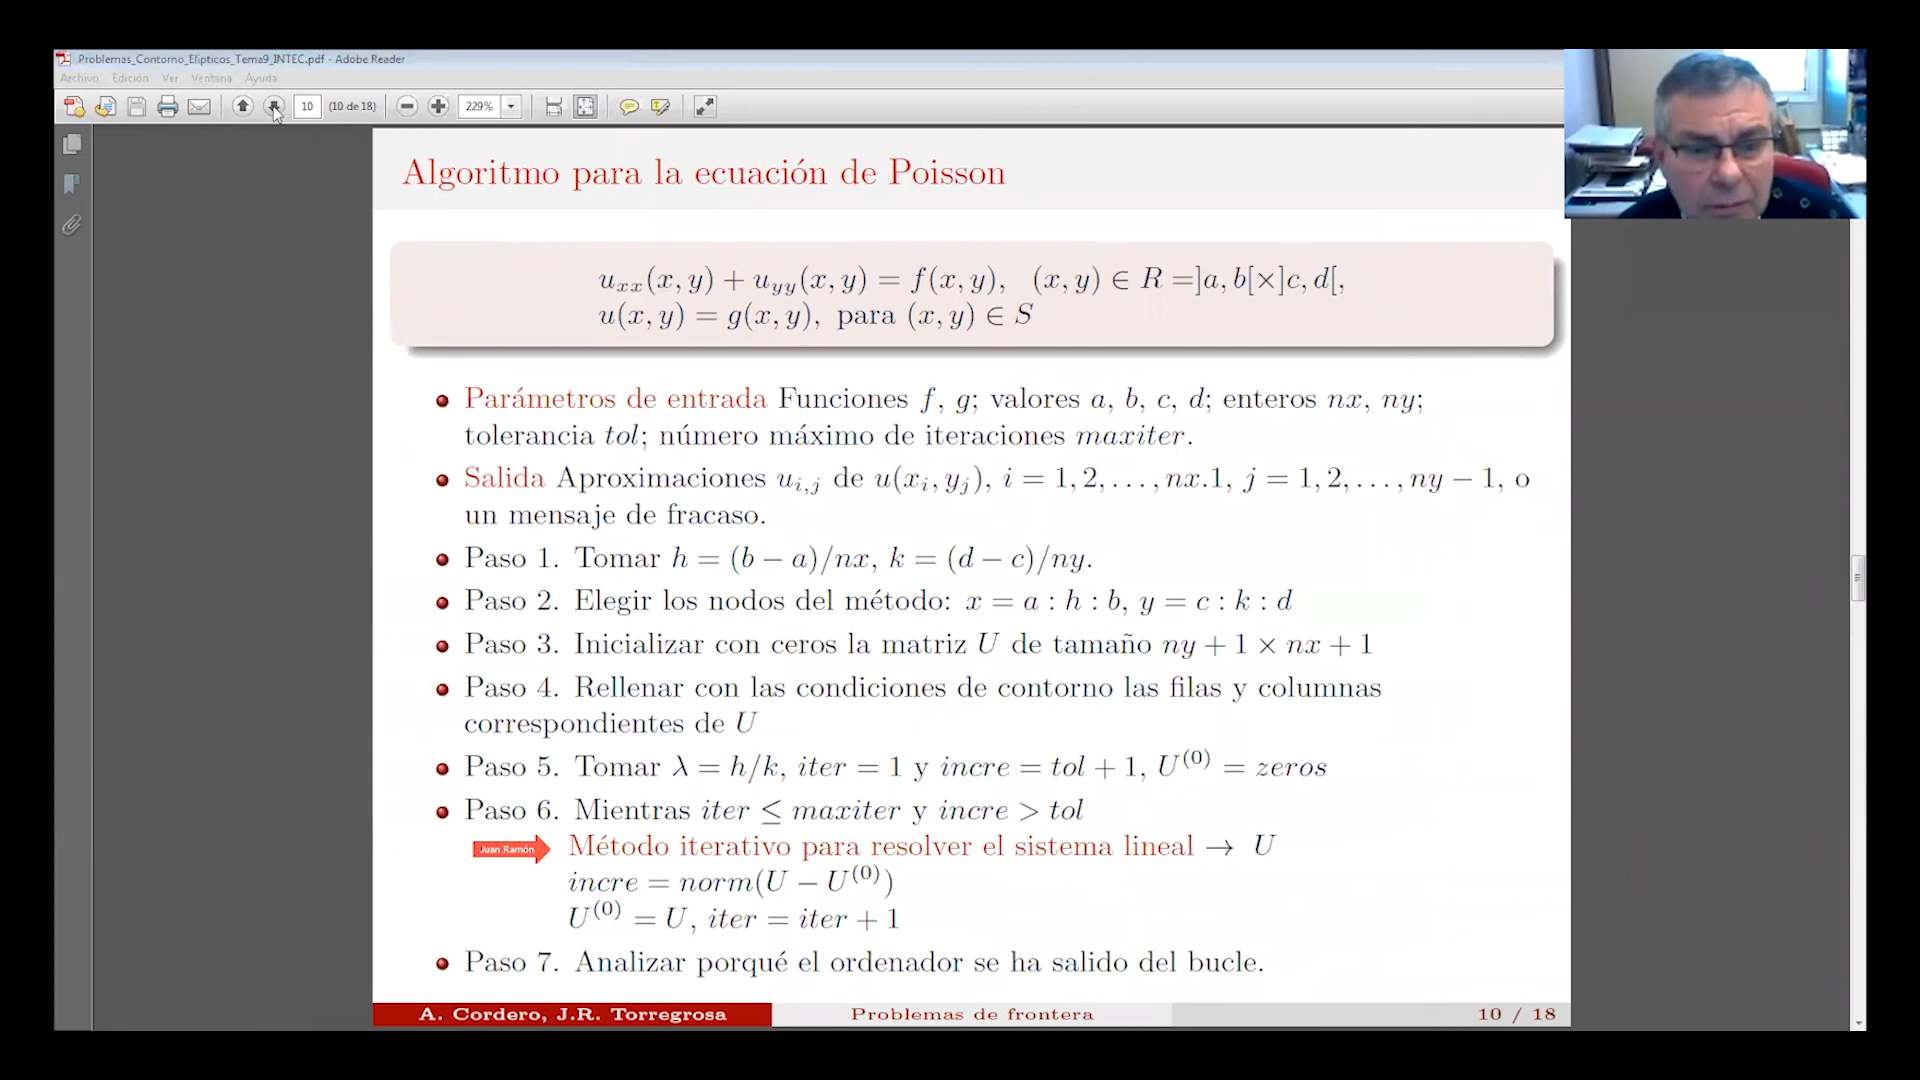 Problemas_Contorno_Elipticos_Tema9_INTEC.pdf - Adobe Reader
Archivo Edición Ver Ventana Ayuda
10 (10 de 18) 229%
Algoritmo para la ecuación de Poisson
u_{xx}(x, y) + u_{yy}(x, y) = f(x, y), (x, y) ∈ R =]a, b[×]c, d[,
u(x, y) = g(x, y), para (x, y) ∈ S
Parámetros de entrada Funciones f, g; valores a, b, c, d; enteros nx, ny;
tolerancia tol; número máximo de iteraciones maxiter.
Salida Aproximaciones u_{i,j} de u(x_i, y_j), i = 1, 2, . . . , nx.1, j = 1, 2, . . . , ny − 1, o
un mensaje de fracaso.
Paso 1. Tomar h = (b − a)/nx, k = (d − c)/ny.
Paso 2. Elegir los nodos del método: x = a : h : b, y = c : k : d
Paso 3. Inicializar con ceros la matriz U de tamaño ny + 1 × nx + 1
Paso 4. Rellenar con las condiciones de contorno las filas y columnas
correspondientes de U
Paso 5. Tomar λ = h/k, iter = 1 y incre = tol + 1, U^{(0)} = zeros
Paso 6. Mientras iter ≤ maxiter y incre > tol
Juan Ramón Método iterativo para resolver el sistema lineal → U
incre = norm(U − U^{(0)})
U^{(0)} = U, iter = iter + 1
Paso 7. Analizar porqué el ordenador se ha salido del bucle.
A. Cordero, J.R. Torregrosa Problemas de frontera 10 / 18